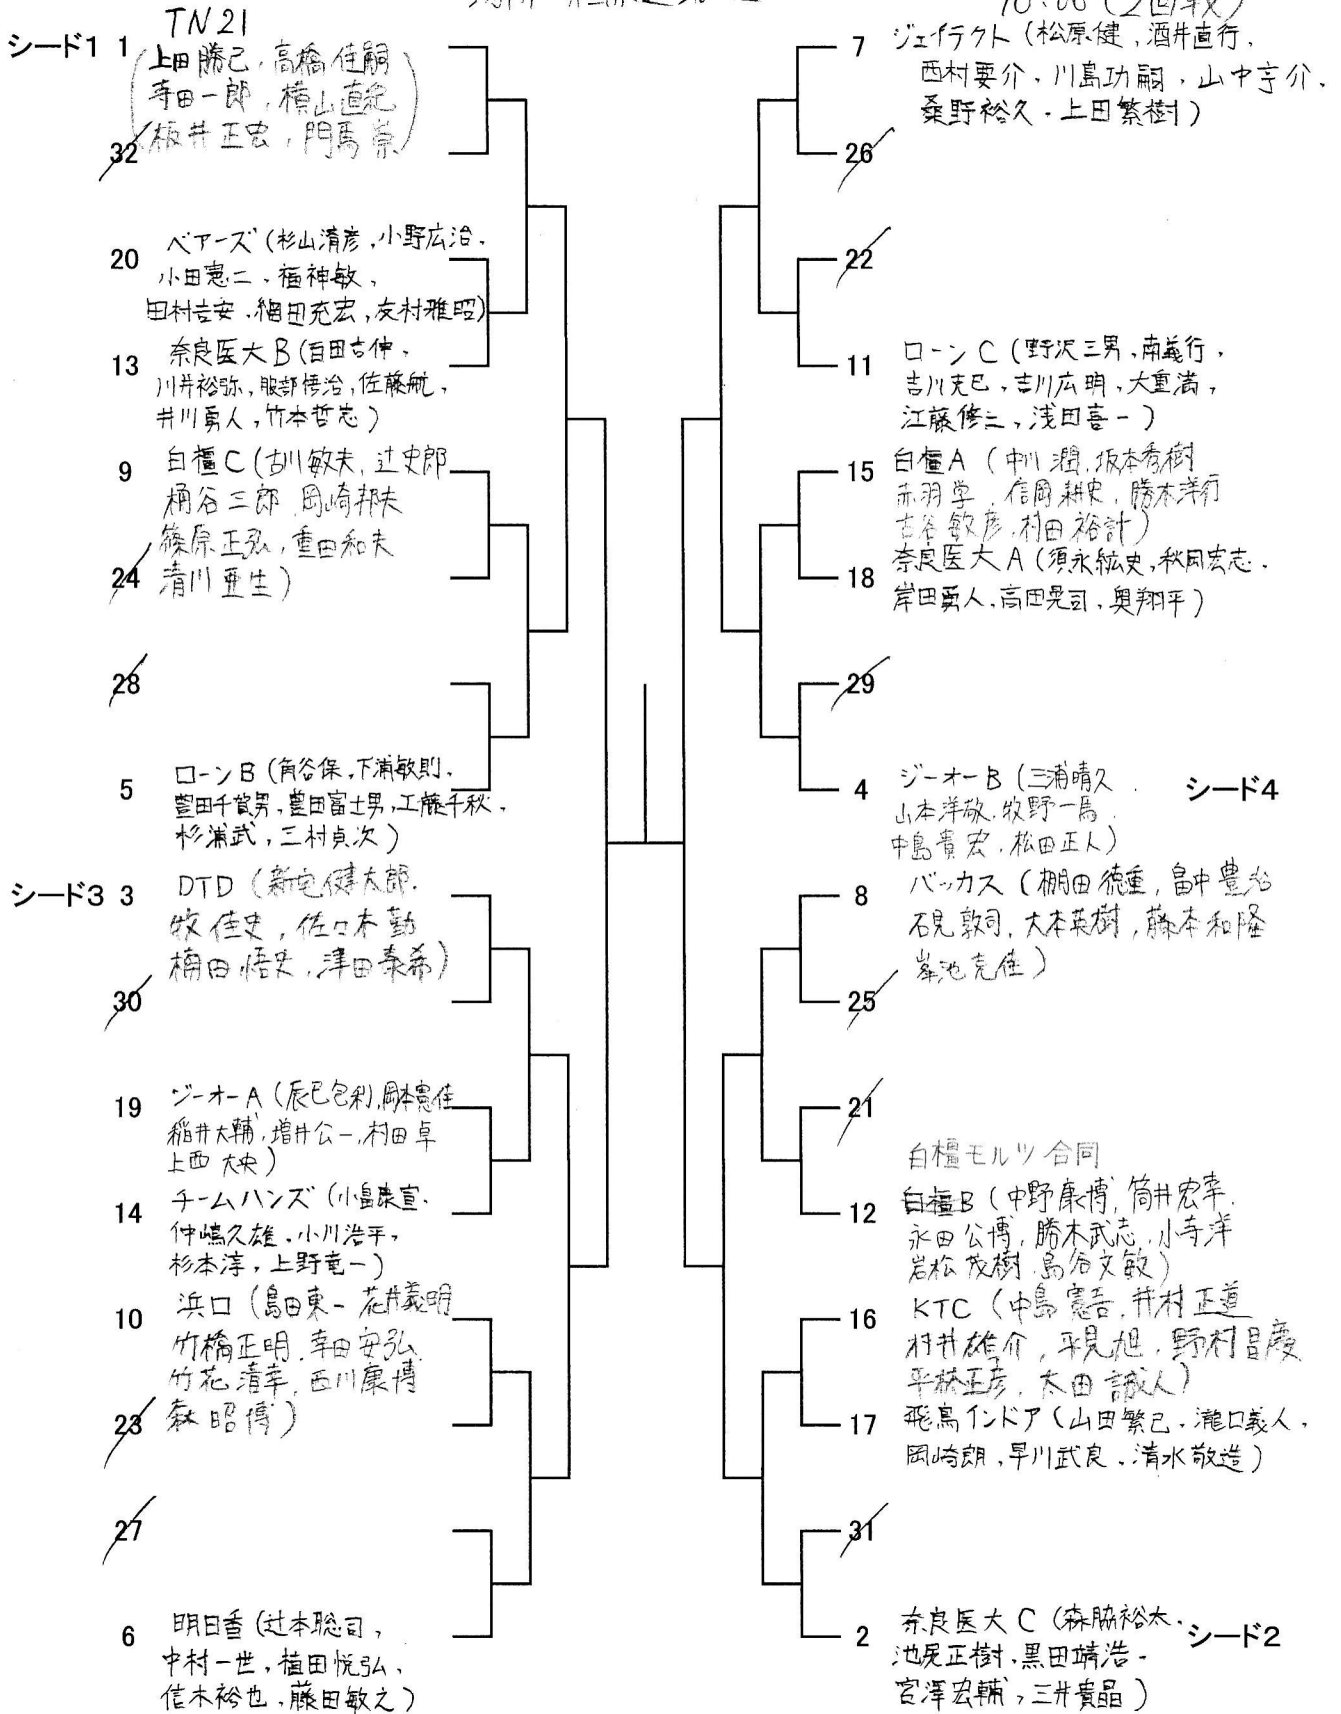 10:00 (2回戦)
TN21
シード1 1
上田勝己, 高橋佳嗣
寺田一郎, 横山直紀
板井正宏, 門馬崇
32
20 ベアーズ (杉山清彦, 小野広治,
小田憲二, 福神敏,
田村吉安, 細田充宏, 友村雅昭)
13 奈良医大B (百田吉伸,
川井裕弥, 服部悟治, 佐藤航,
井川勇人, 竹本哲志)
9 白橿C (古川敏夫, 辻史郎
桶谷三郎 岡崎邦夫
篠原正弘, 重田和夫
24 清川亜生)
28
5 ローンB (角谷保, 下浦敏則,
豊田千賀男, 豊田富士男, 工藤千秋,
杉浦武, 三村貞次)
シード3 3 DTD (新宅健太郎,
牧佳史, 佐々木勤
楠田悟史, 津田泰希)
30
19 ジーオーA (辰巳包利, 岡本憲佳
稲井大輔, 増井公一, 村田卓
上西大央)
14 チームハンズ (小畠康宣,
仲嶋久雄, 小川浩平,
杉本淳, 上野竜一)
10 浜口 (島田東一 花井義明
竹橋正明, 幸田安弘
竹花清幸, 西川康博
23 森昭博)
27
6 明日香 (辻本聡司,
中村一世, 植田悦弘,
信木裕也, 藤田敏之)
7 ジェイラクト (松原健, 酒井直行,
西村要介, 川島功嗣, 山中亨介,
桑野裕久, 上田繁樹)
26
22
11 ローンC (野沢三男, 南義行,
吉川克己, 吉川広明, 大重満,
江藤修三, 浅田喜一)
15 白橿A (中川潤, 坂本秀樹
赤羽学, 信岡耕史, 勝本洋行
古谷敏彦, 村田裕計)
18 奈良医大A (須永紘史, 秋岡宏志,
岸田勇人, 高田晃司, 奥翔平)
29
4 ジーオーB (三浦晴久 シード4
山本洋敬, 牧野一馬
中島貴宏, 松田正人)
8 バッカス (棚田徳重, 畠中豊治
石見敦司, 大本英樹, 藤本和隆
峯池克佳)
25
21
白橿モルツ合同
12 白橿B (中野康博, 筒井宏幸,
永田公博, 勝木武志, 小寺洋
岩松茂樹, 島谷文敏)
16 KTC (中島憲吾, 井村正道
村井雄介, 平見旭, 野村昌慶
平林正彦, 太田誠人)
17 飛鳥インドア (山田繁己, 瀧口義人,
岡崎朗, 早川武良, 清水敬造)
31
2 奈良医大C (森脇裕太, シード2
池尻正樹, 黒田靖浩,
宮澤宏輔, 三井貴晶)